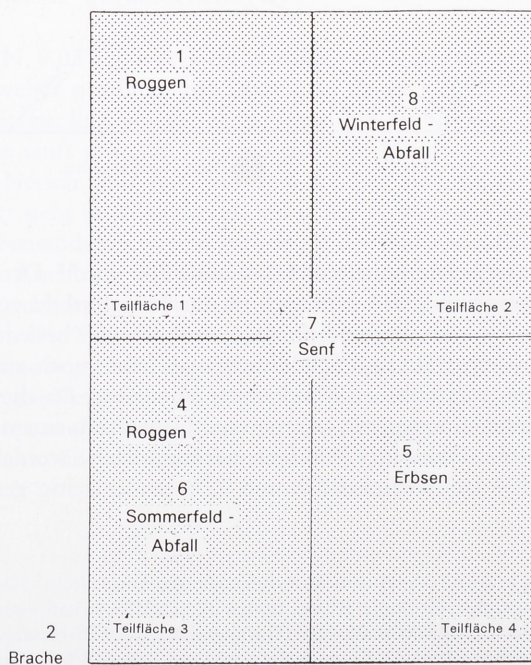 1
Roggen
8
Winterfeld -
Abfall
Teilfläche 1
Teilfläche 2
7
Senf
4
Roggen
5
Erbsen
6
Sommerfeld -
Abfall
Teilfläche 3
Teilfläche 4
2
Brache